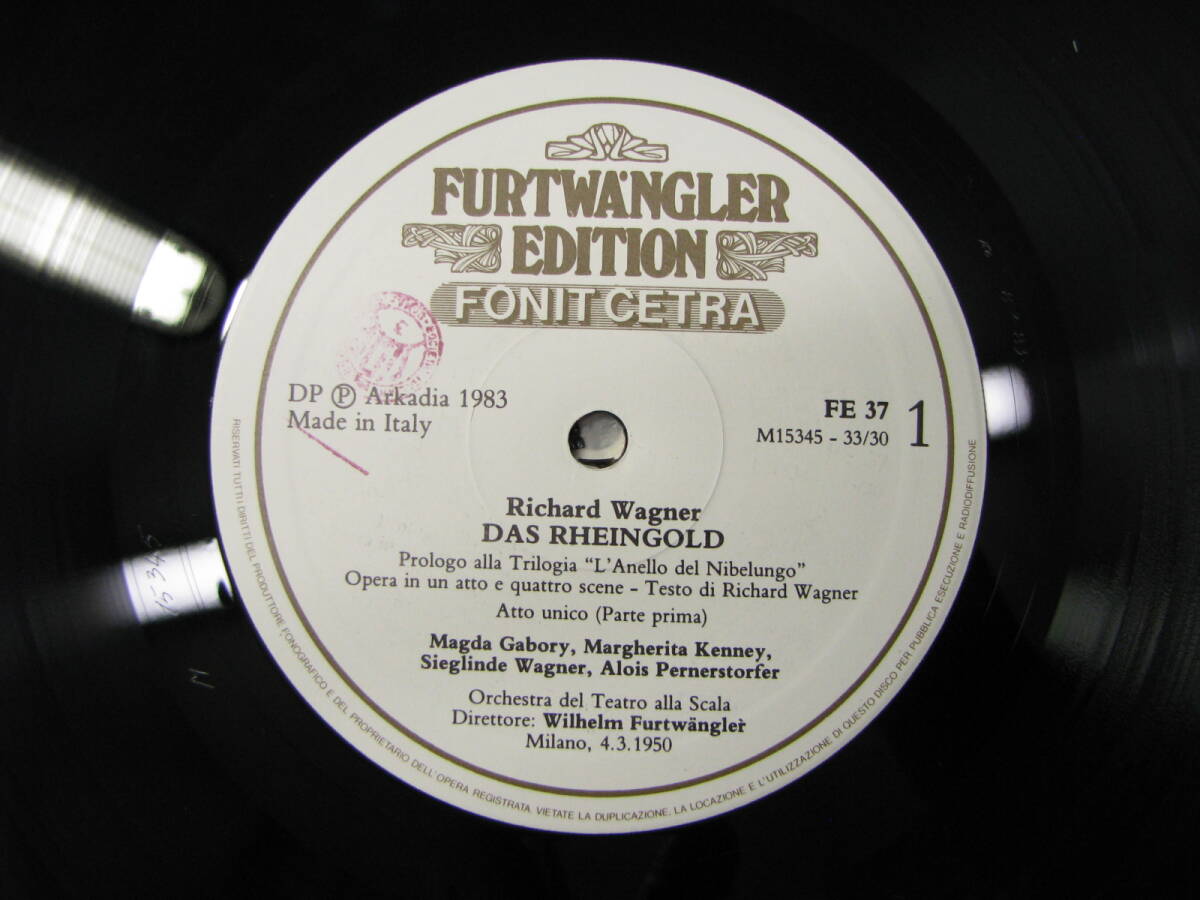 FURTWÄNGLER
EDITION
FONIT CETRA
DP Ⓟ Arkadia 1983
Made in Italy
FE 37
M15345 - 33/30
1
Richard Wagner
DAS RHEINGOLD
Prologo alla Trilogia "L'Anello del Nibelungo"
Opera in un atto e quattro scene - Testo di Richard Wagner
Atto unico (Parte prima)
Magda Gabory, Margherita Kenney,
Sieglinde Wagner, Alois Pernerstorfer
Orchestra del Teatro alla Scala
Direttore: Wilhelm Furtwängler
Milano, 4.3.1950
RISERVATI TUTTI I DIRITTI DEL PRODUTTORE FONOGRAFICO E DEL PROPRIETARIO DELL'OPERA REGISTRATA. VIETATE LA DUPLICAZIONE, LA LOCAZIONE E L'UTILIZZAZIONE DI QUESTO DISCO PER PUBBLICA ESECUZIONE E RADIODIFFUSIONE
15345